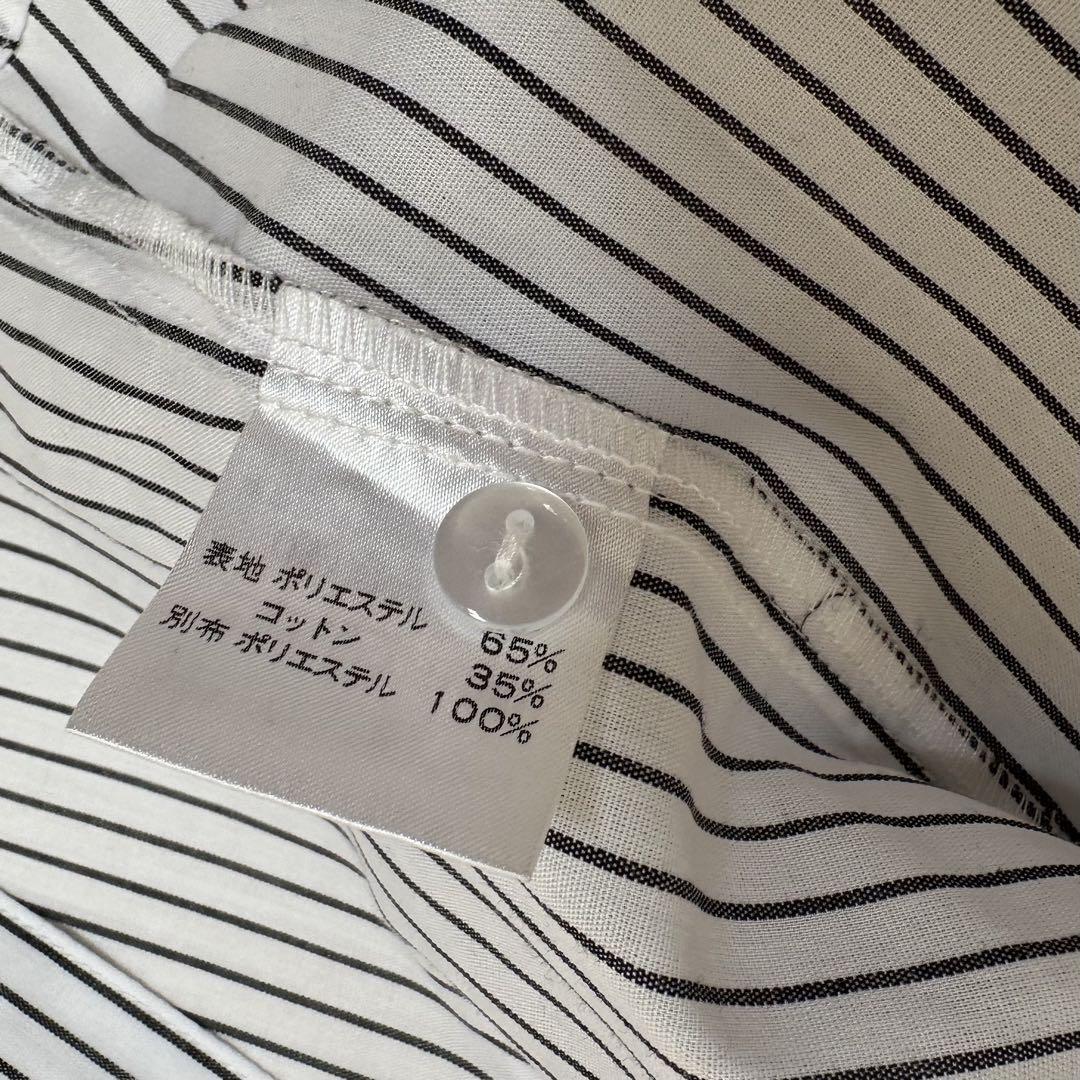 表地 ポリエステル 65%
コットン 35%
別布 ポリエステル 100%